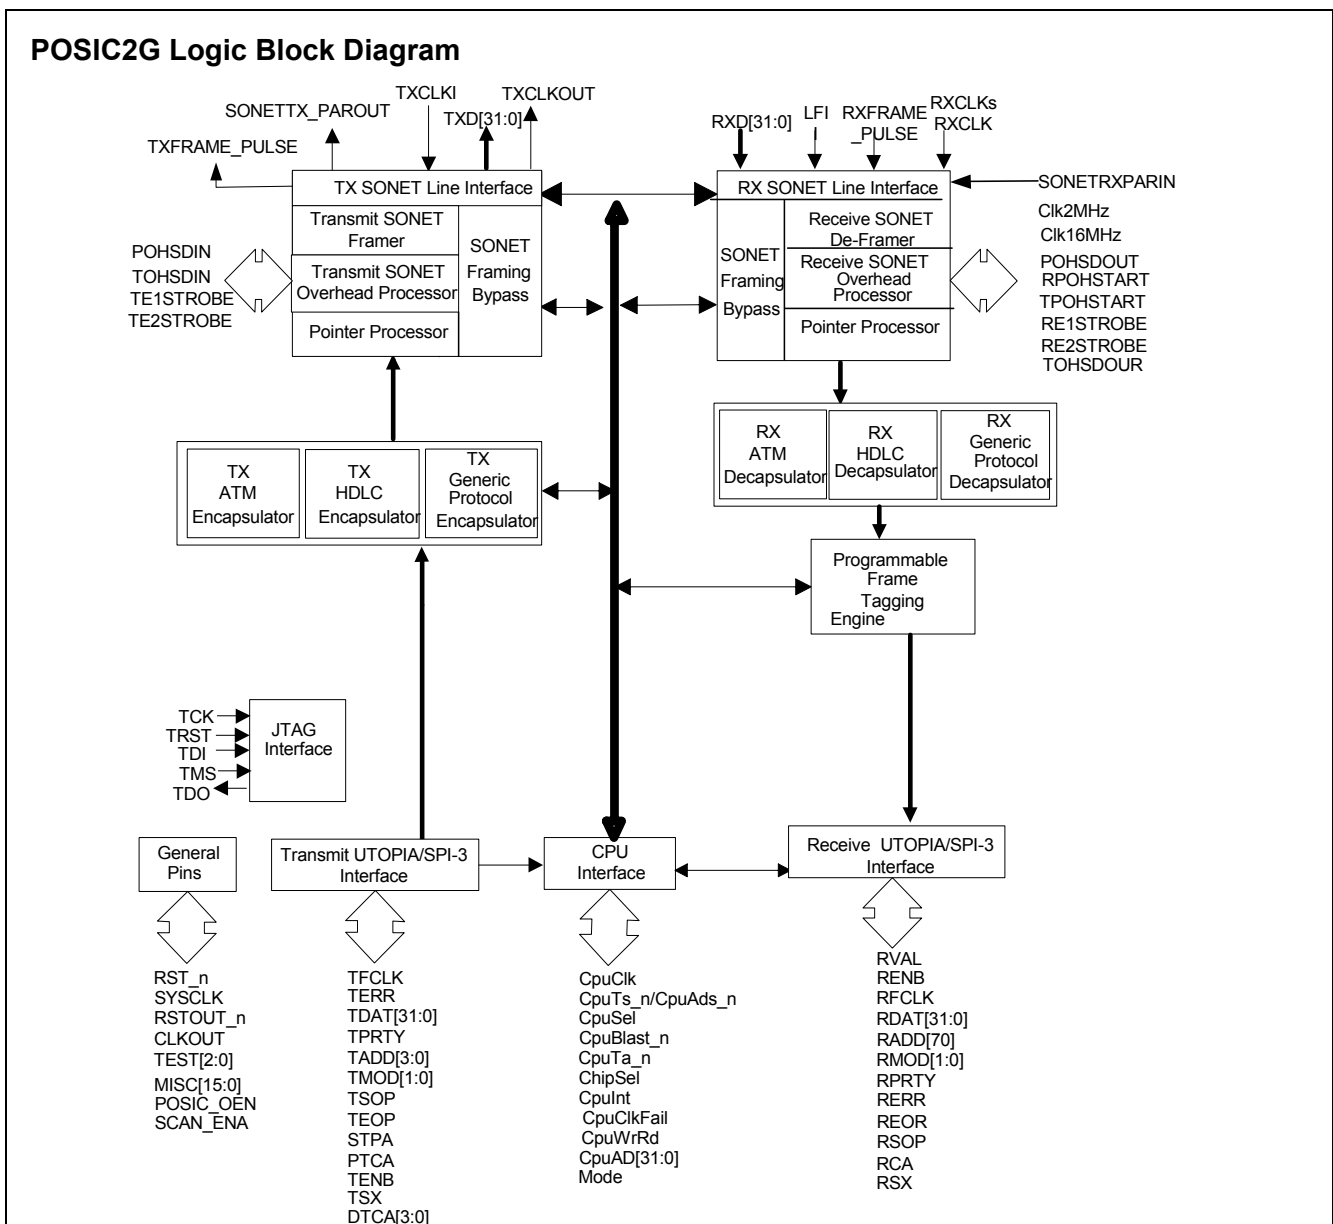 POSIC2G Logic Block Diagram
TXCLKI
TXCLKOUT
SONETTX_PAROUT
TXD[31:0]
TXFRAME_PULSE
RXD[31:0]
LFI
I
RXFRAME
_PULSE
RXCLKs
RXCLK
TX SONET Line Interface
Transmit SONET
Framer
Transmit SONET
Overhead Processor
Pointer Processor
SONET
Framing
Bypass
POHSDIN
TOHSDIN
TE1STROBE
TE2STROBE
RX SONET Line Interface
SONET
Framing
Bypass
Receive SONET
De-Framer
Receive SONET
Overhead
Processor
Pointer Processor
SONETRXPARIN
Clk2MHz
Clk16MHz
POHSDOUT
RPOHSTART
TPOHSTART
RE1STROBE
RE2STROBE
TOHSDOUR
TX
ATM
Encapsulator
TX
HDLC
Encapsulator
TX
Generic
Protocol
Encapsulator
RX
ATM
Decapsulator
RX
HDLC
Decapsulator
RX
Generic
Protocol
Decapsulator
Programmable
Frame
Tagging
Engine
TCK
TRST
TDI
TMS
TDO
JTAG
Interface
General
Pins
Transmit UTOPIA/SPI-3
Interface
CPU
Interface
Receive UTOPIA/SPI-3
Interface
RST_n
SYSCLK
RSTOUT_n
CLKOUT
TEST[2:0]
MISC[15:0]
POSIC_OEN
SCAN_ENA
TFCLK
TERR
TDAT[31:0]
TPRTY
TADD[3:0]
TMOD[1:0]
TSOP
TEOP
STPA
PTCA
TENB
TSX
DTCA[3:0]
CpuClk
CpuTs_n/CpuAds_n
CpuSel
CpuBlast_n
CpuTa_n
ChipSel
CpuInt
CpuClkFail
CpuWrRd
CpuAD[31:0]
Mode
RVAL
RENB
RFCLK
RDAT[31:0]
RADD[70]
RMOD[1:0]
RPRTY
RERR
REOR
RSOP
RCA
RSX